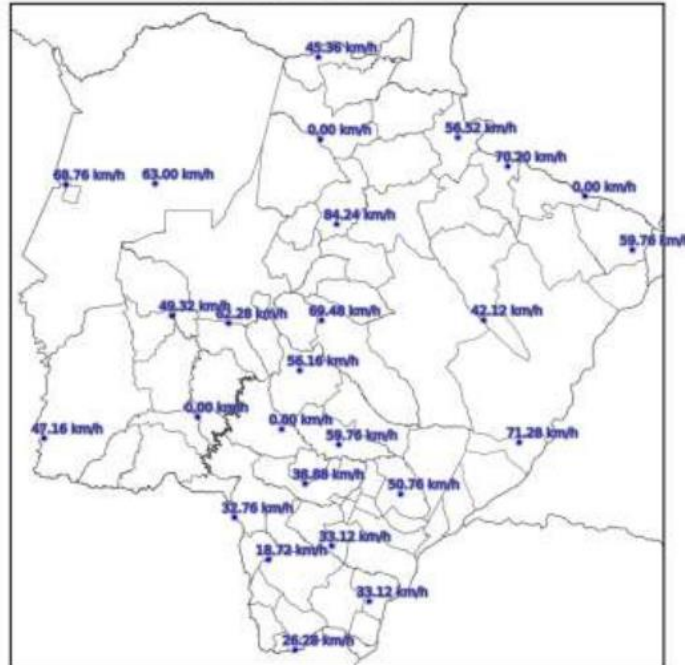 45.36 km/h
0.00 km/h
56.52 km/h
70.20 km/h
60.76 km/h
63.00 km/h
0.00 km/h
84.24 km/h
59.76 km/h
49.32 km/h
62.28 km/h
69.48 km/h
42.12 km/h
56.16 km/h
0.00 km/h
0.00 km/h
47.16 km/h
59.76 km/h
71.28 km/h
38.88 km/h
50.76 km/h
32.76 km/h
33.12 km/h
18.72 km/h
33.12 km/h
26.28 km/h